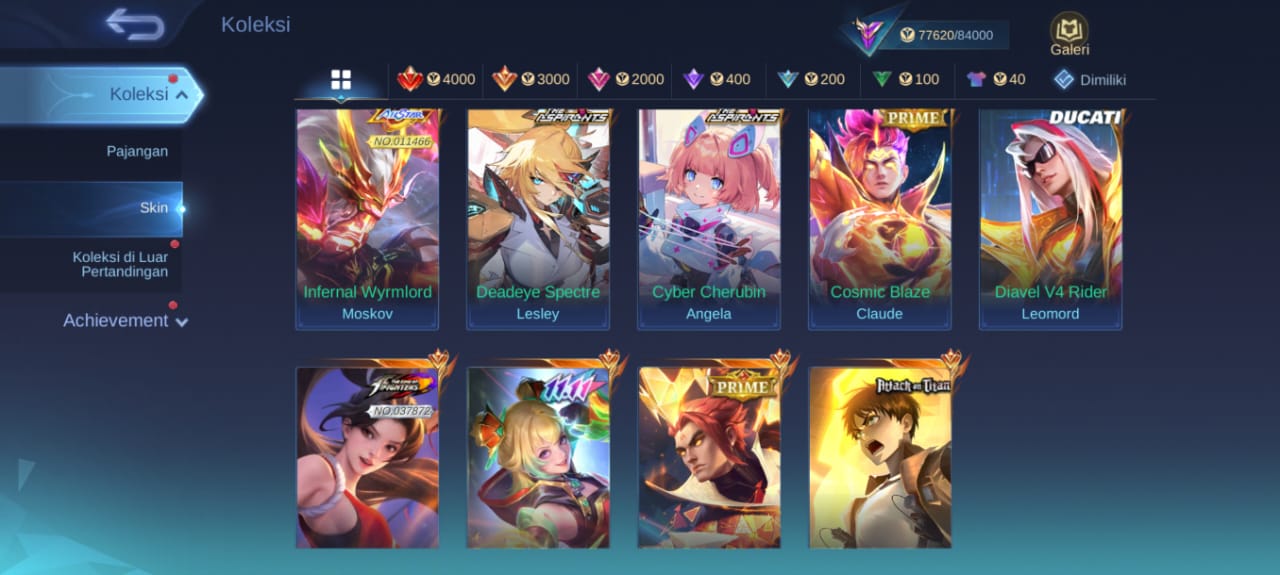 Koleksi
77620/84000
Galeri
4000
3000
2000
400
200
100
40
Dimiliki
Koleksi
Pajangan
Skin
Koleksi di Luar
Pertandingan
Achievement
ALLSTAR
NO.011466
THE ASPIRANTS
THE ASPIRANTS
PRIME
DUCATI
Infernal Wyrmlord
Moskov
Deadeye Spectre
Lesley
Cyber Cherubin
Angela
Cosmic Blaze
Claude
Diavel V4 Rider
Leomord
THE KING OF
FIGHTERS
NO.037872
11.11
PRIME
Attack on Titan